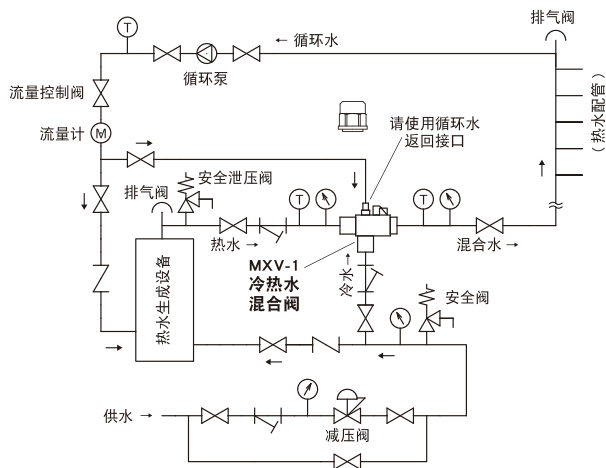 排气阀
T
← 循环水
循环泵
流量控制阀
流量计
M
请使用循环水
返回接口
（热水配管）
安全泄压阀
排气阀
T
T
热水 →
混合水 →
MXV-1
冷热水
混合阀
冷水 →
热水生成设备
安全阀
供水 →
减压阀